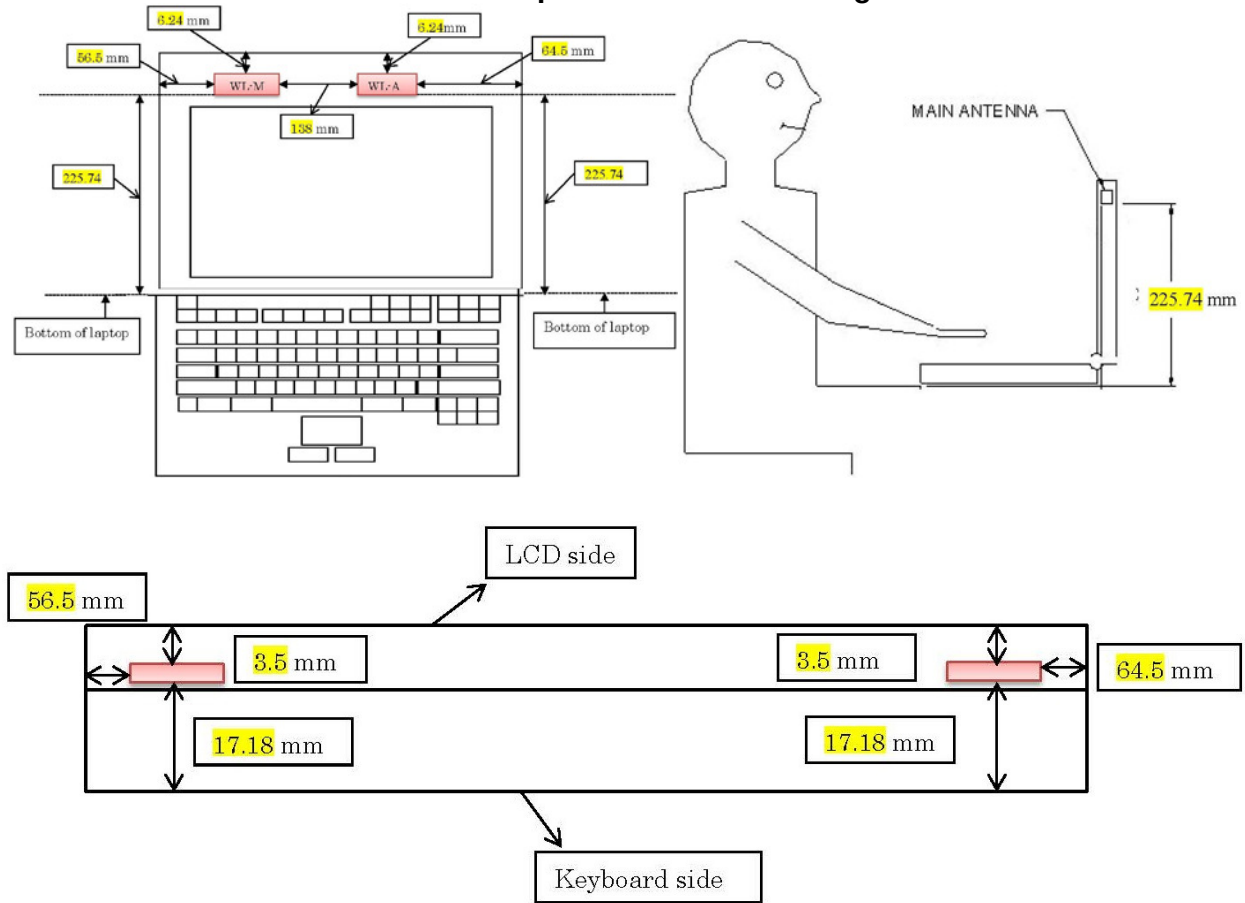 6.24 mm
6.24mm
56.5 mm
64.5 mm
WL-M
WL-A
138 mm
225.74
225.74
Bottom of laptop
Bottom of laptop
MAIN ANTENNA
225.74 mm
LCD side
56.5 mm
3.5 mm
3.5 mm
64.5 mm
17.18 mm
17.18 mm
Keyboard side